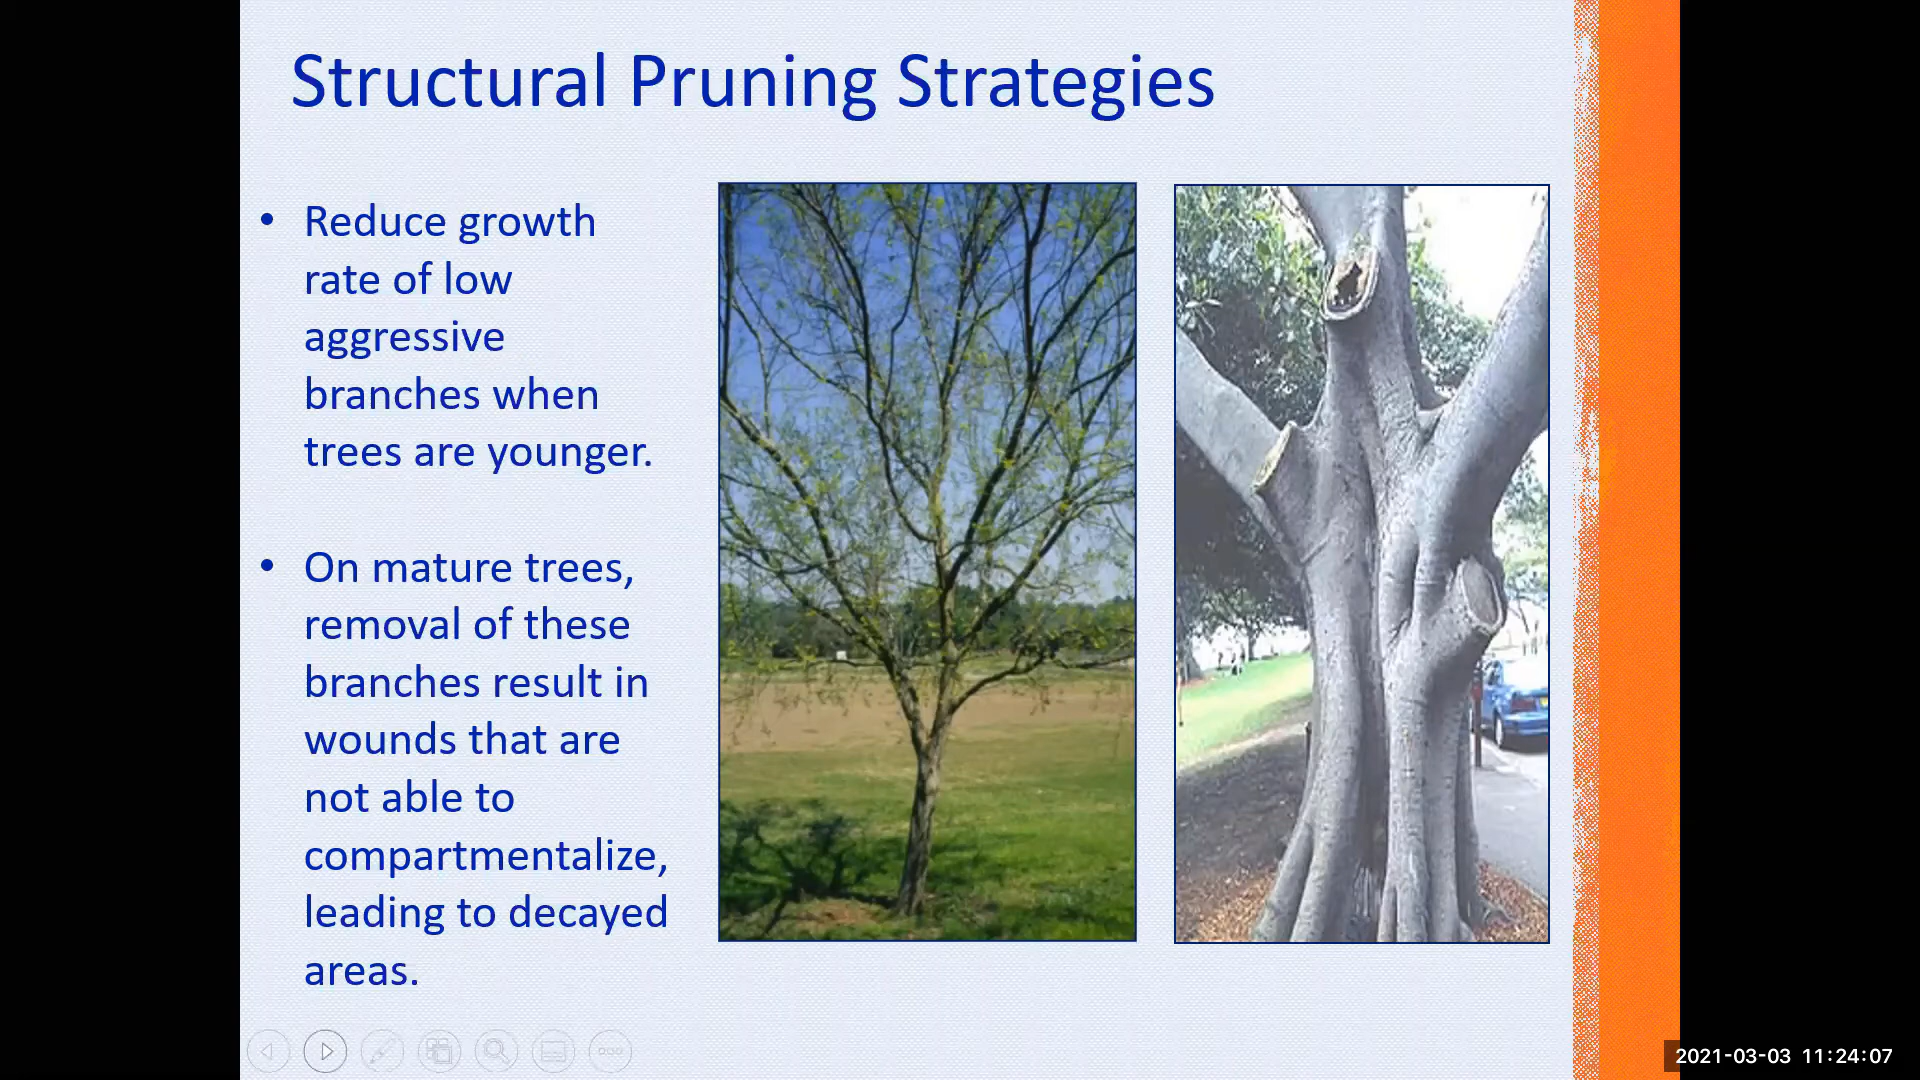 Structural Pruning Strategies
• Reduce growth
rate of low
aggressive
branches when
trees are younger.
• On mature trees,
removal of these
branches result in
wounds that are
not able to
compartmentalize,
leading to decayed
areas.
2021-03-03 11:24:07